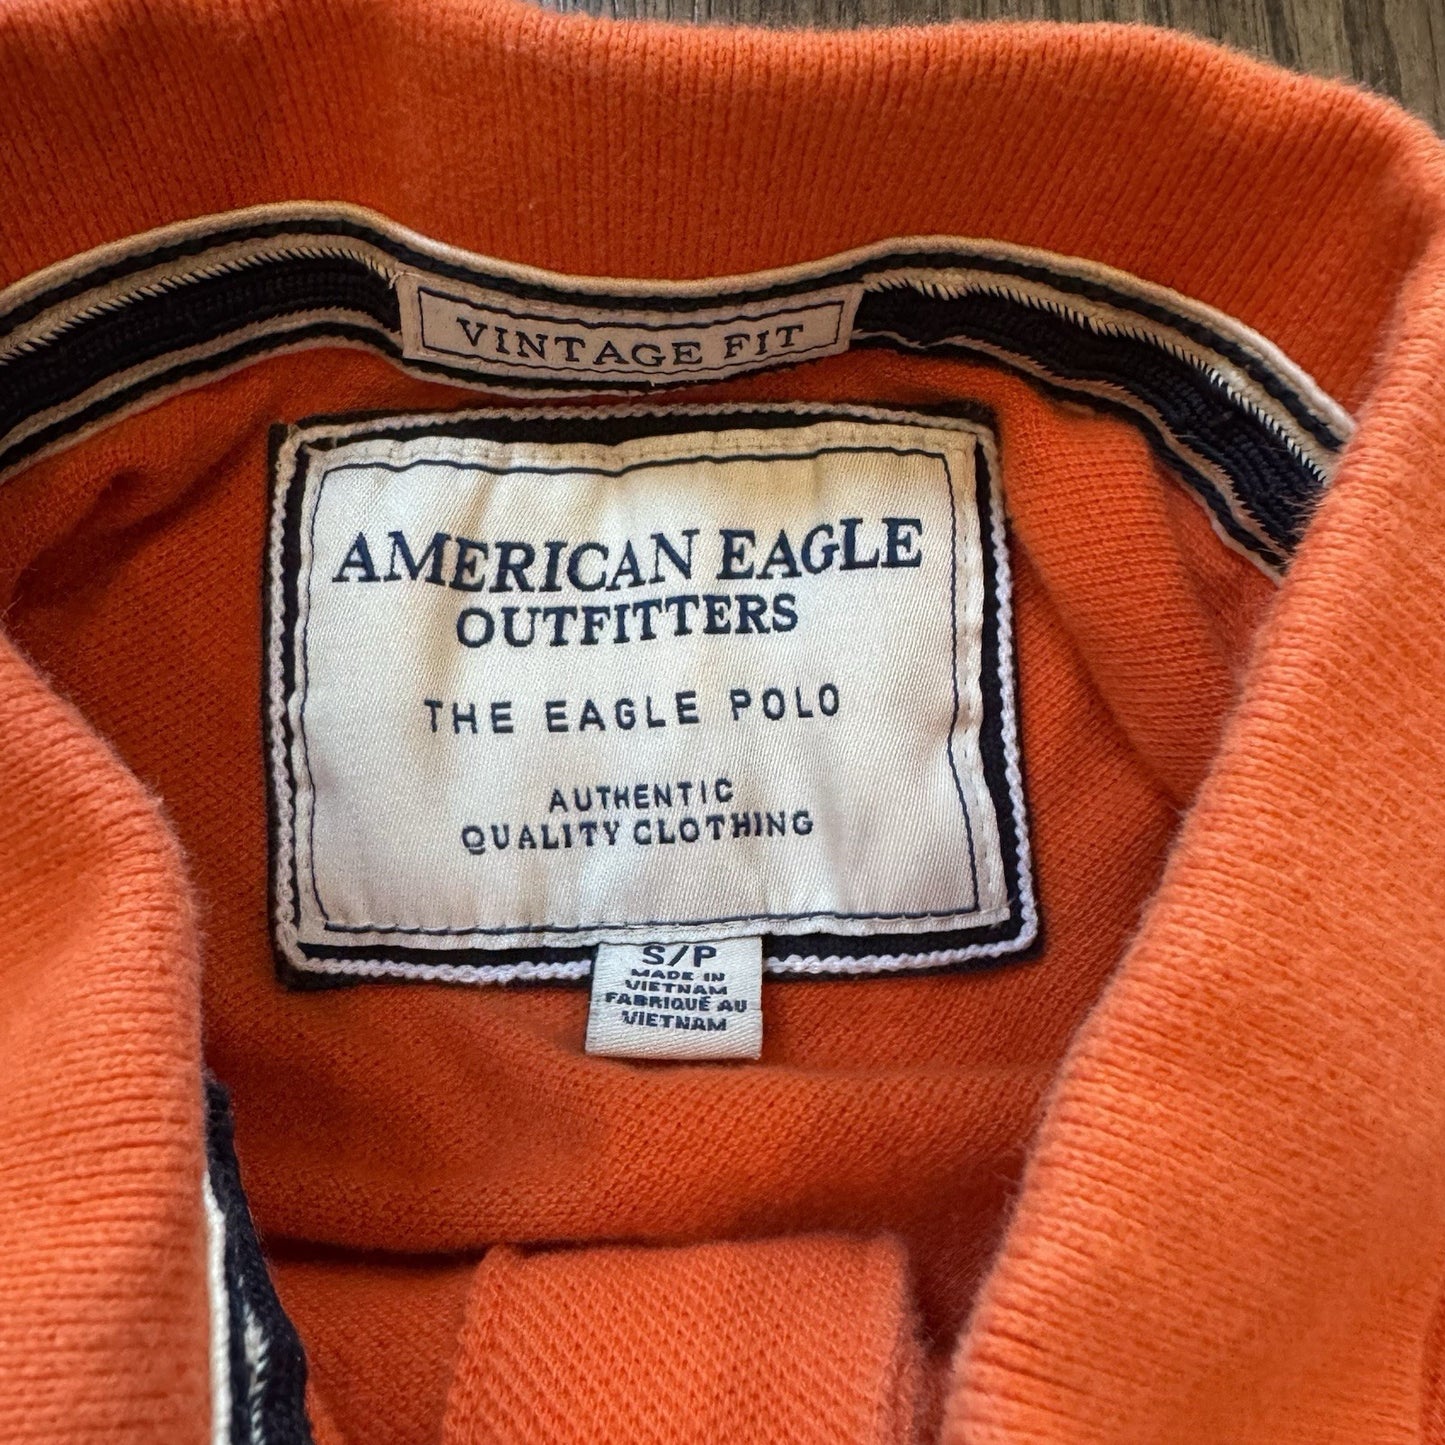 VINTAGE FIT
AMERICAN EAGLE
OUTFITTERS
THE EAGLE POLO
AUTHENTIC
QUALITY CLOTHING
S/P
MADE IN
VIETNAM
FABRIQUÉ AU
VIETNAM